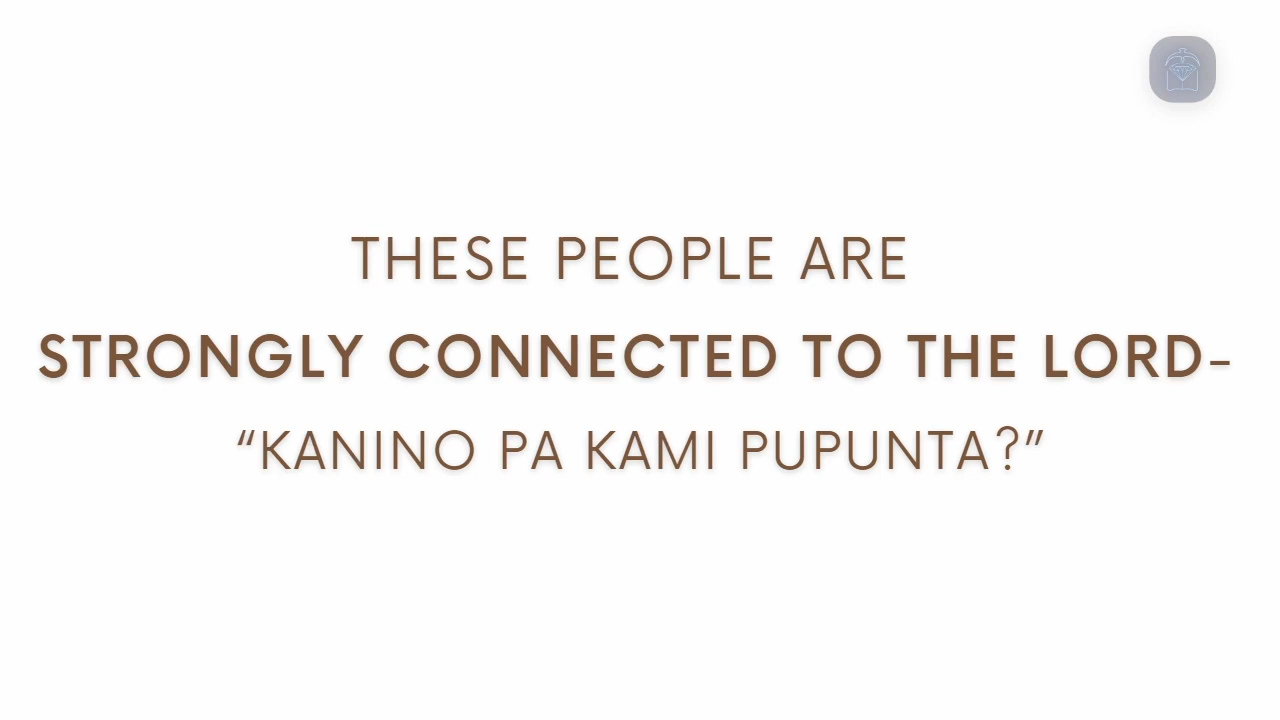 THESE PEOPLE ARE
STRONGLY CONNECTED TO THE LORD-
“KANINO PA KAMI PUPUNTA?”